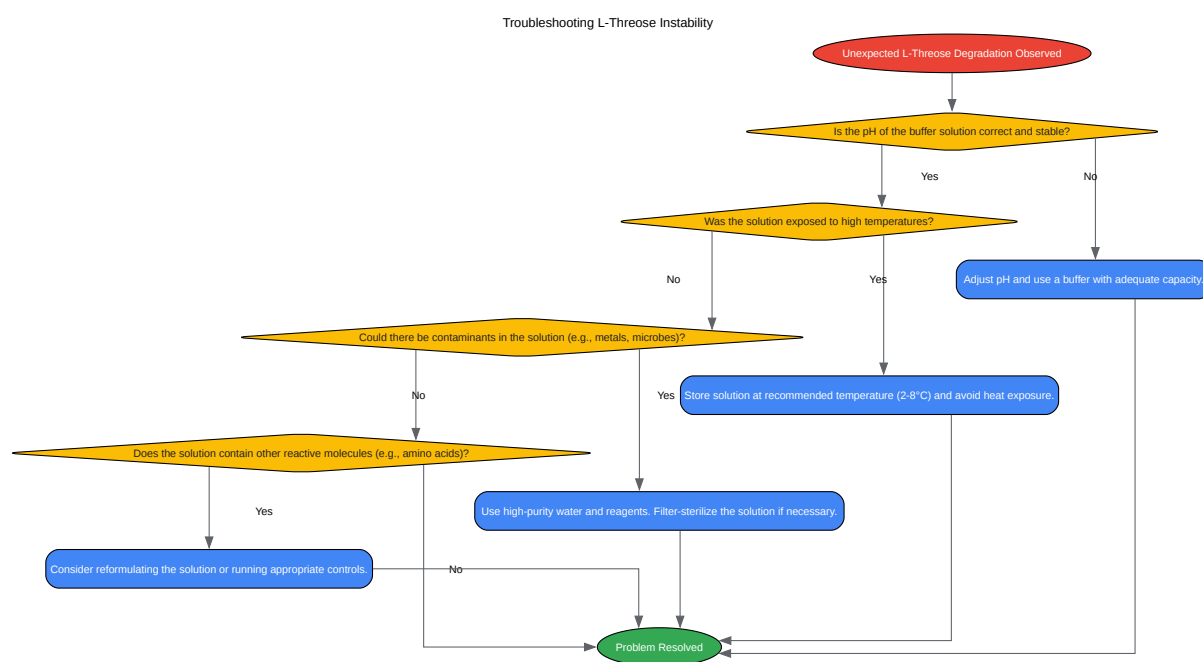 Troubleshooting L-Threose Instability
Unexpected L-Threose Degradation Observed
Is the pH of the buffer solution correct and stable?
Yes
No
Was the solution exposed to high temperatures?
No
Yes
Adjust pH and use a buffer with adequate capacity.
Could there be contaminants in the solution (e.g., metals, microbes)?
No
Yes
Store solution at recommended temperature (2-8°C) and avoid heat exposure.
Does the solution contain other reactive molecules (e.g., amino acids)?
Yes
Use high-purity water and reagents. Filter-sterilize the solution if necessary.
Consider reformulating the solution or running appropriate controls.
No
Problem Resolved